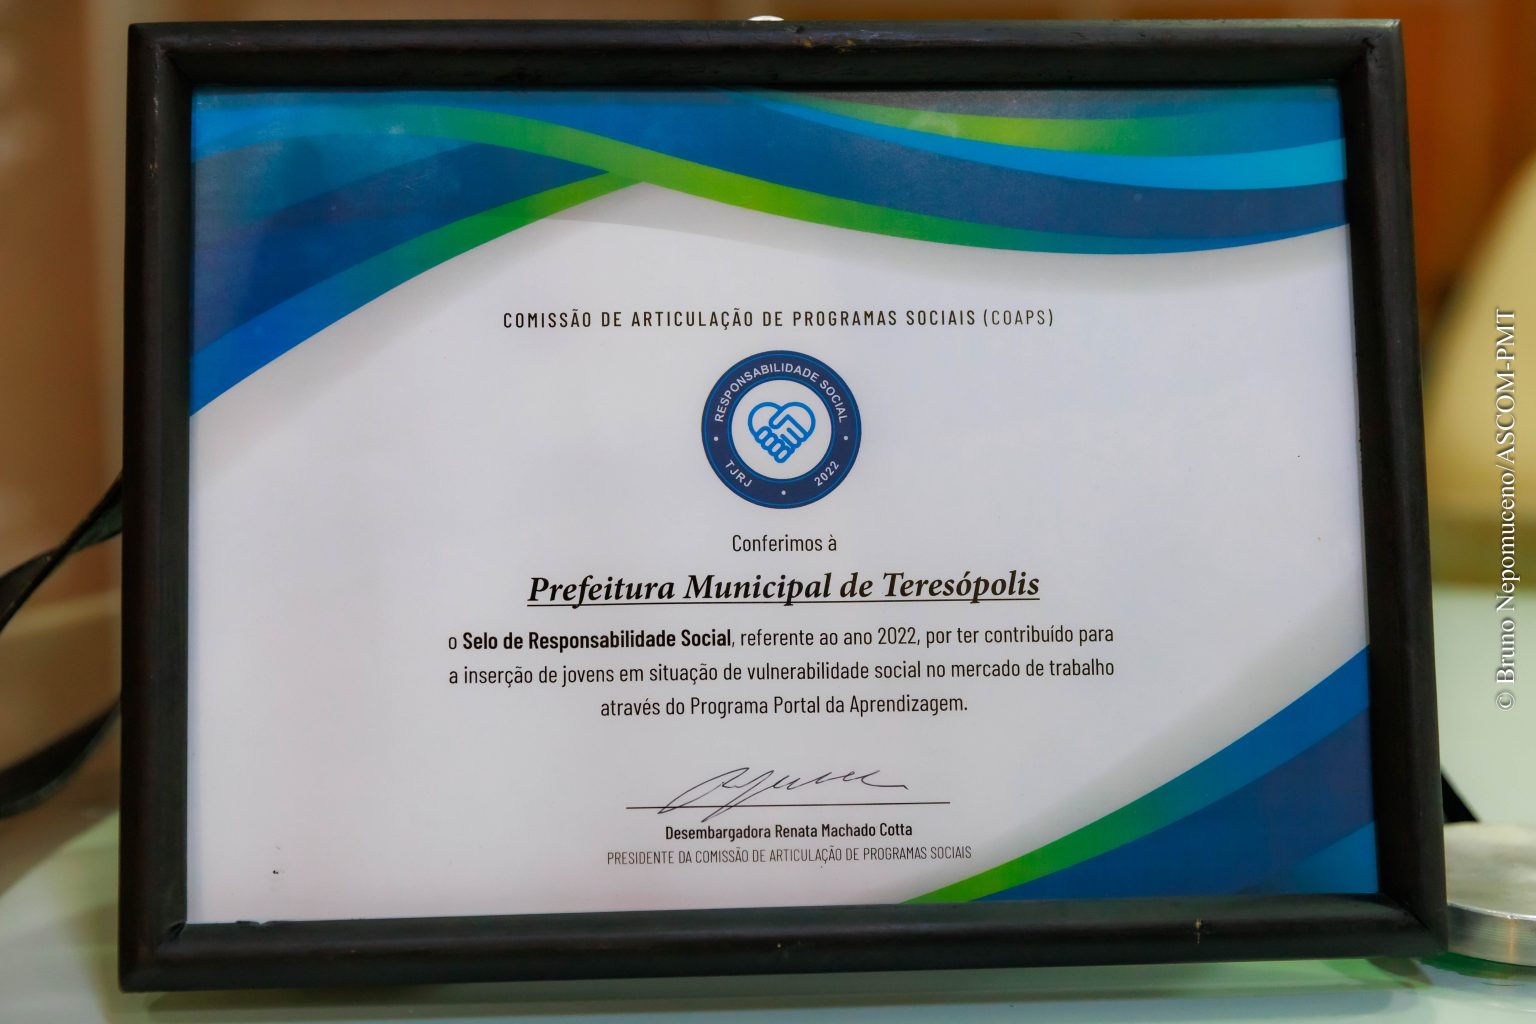 COMISSÃO DE ARTICULAÇÃO DE PROGRAMAS SOCIAIS (COAPS)
RESPONSABILIDADE SOCIAL
TJRJ • 2022
Conferimos à
Prefeitura Municipal de Teresópolis
o Selo de Responsabilidade Social, referente ao ano 2022, por ter contribuído para
a inserção de jovens em situação de vulnerabilidade social no mercado de trabalho
através do Programa Portal da Aprendizagem.
Desembargadora Renata Machado Cotta
PRESIDENTE DA COMISSÃO DE ARTICULAÇÃO DE PROGRAMAS SOCIAIS
© Bruno Nepomuceno/ASCOM-PMT